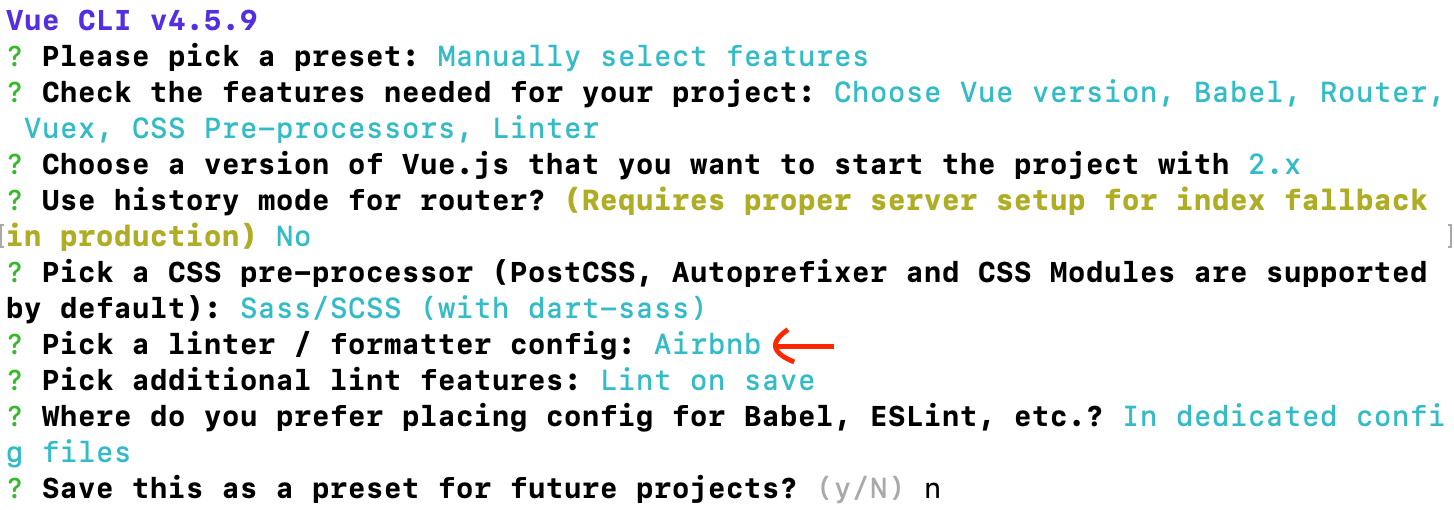 Vue CLI v4.5.9
? Please pick a preset: Manually select features
? Check the features needed for your project: Choose Vue version, Babel, Router,
Vuex, CSS Pre-processors, Linter
? Choose a version of Vue.js that you want to start the project with 2.x
? Use history mode for router? (Requires proper server setup for index fallback
[in production) No ]
? Pick a CSS pre-processor (PostCSS, Autoprefixer and CSS Modules are supported
by default): Sass/SCSS (with dart-sass)
? Pick a linter / formatter config: Airbnb
? Pick additional lint features: Lint on save
? Where do you prefer placing config for Babel, ESLint, etc.? In dedicated confi
g files
? Save this as a preset for future projects? (y/N) n